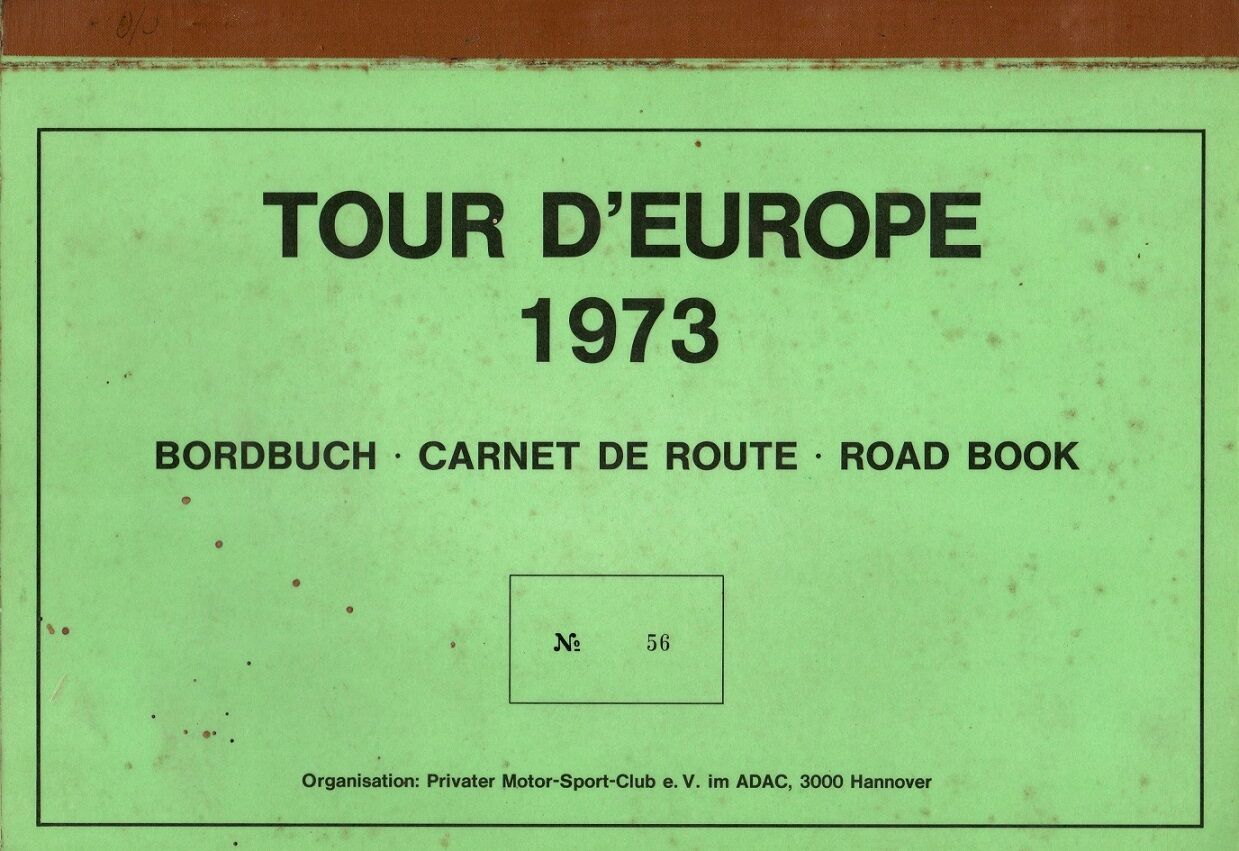 TOUR D'EUROPE
1973
BORDBUCH · CARNET DE ROUTE · ROAD BOOK
№ 56
Organisation: Privater Motor-Sport-Club e. V. im ADAC, 3000 Hannover